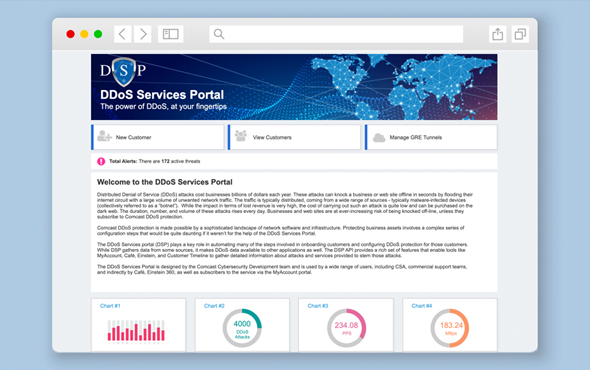 DSP
DDoS Services Portal
The power of DDoS, at your fingertips
New Customer
View Customers
Manage GRE Tunnels
Total Alerts: There are 172 active threats
Welcome to the DDoS Services Portal
Distributed Denial of Service (DDoS) attacks cost businesses billions of dollars each year. These attacks can knock a business or web site offline in seconds by flooding their
internet circuit with a large volume of unwanted network traffic. The traffic is typically distributed, coming from a wide range of sources - typically malware-infected devices
(collectively referred to as a "botnet"). While the impact in terms of lost revenue is very high, the cost of carrying out such an attack is quite low and can be purchased on the
dark web. The duration, number, and volume of these attacks rises every day. Businesses and web sites are at ever-increasing risk of being knocked off-line, unless they
subscribe to Comcast DDoS protection.
Comcast DDoS protection is made possible by a sophisticated landscape of network software and infrastructure. Protecting business assets involves a complex series of
configuration steps that would be quite daunting if it weren't for the help of the DDoS Services Portal.
The DDoS Services portal (DSP) plays a key role in automating many of the steps involved in onboarding customers and configuring DDoS protection for those customers.
While DSP gathers data from some sources, it makes DDoS data available to other applications as well. The DSP API provides a rich set of features that enable tools like
MyAccount, Café, Einstein, and Customer Timeline to gather detailed information about attacks and services provided to stem those attacks.
The DDoS Services Portal is designed by the Comcast Cybersecurity Development team and is used by a wide range of users, including CSA, commercial support teams,
and indirectly by Café, Einstein 360, as well as subscribers to the service via the MyAccount portal.
Chart #1
Chart #2
Chart #3
Chart #4
4000
DDoS
Attacks
234.08
PPS
183.24
Mbps